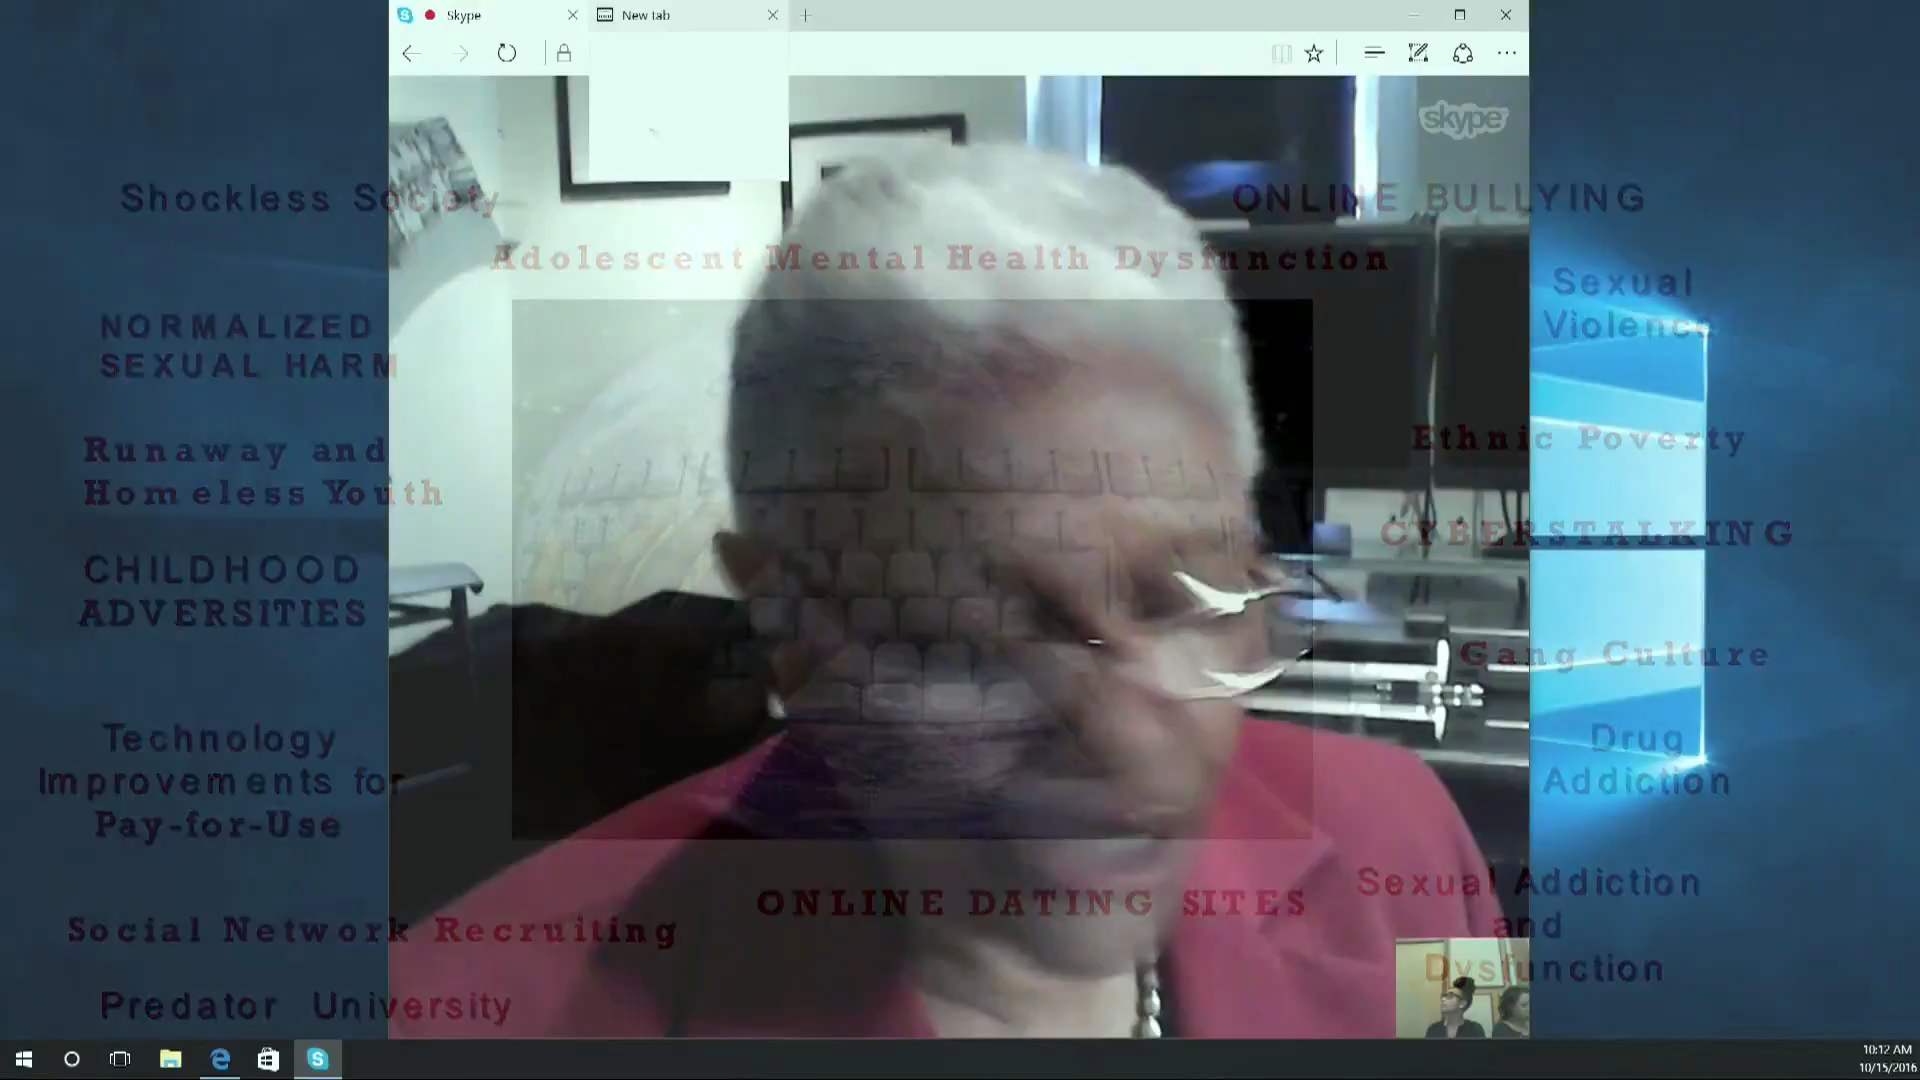 Skype
New tab
skype
Shockless Society
ONLINE BULLYING
Adolescent Mental Health Dysfunction
Sexual
Violence
NORMALIZED
SEXUAL HARM
Ethnic Poverty
Runaway and
Homeless Youth
CYBERSTALKING
CHILDHOOD
ADVERSITIES
Gang Culture
Technology
Improvements for
Pay-for-Use
Drug
Addiction
Sexual Addiction
and
Dysfunction
ONLINE DATING SITES
Social Network Recruiting
Predator University
10:12 AM
10/15/2016